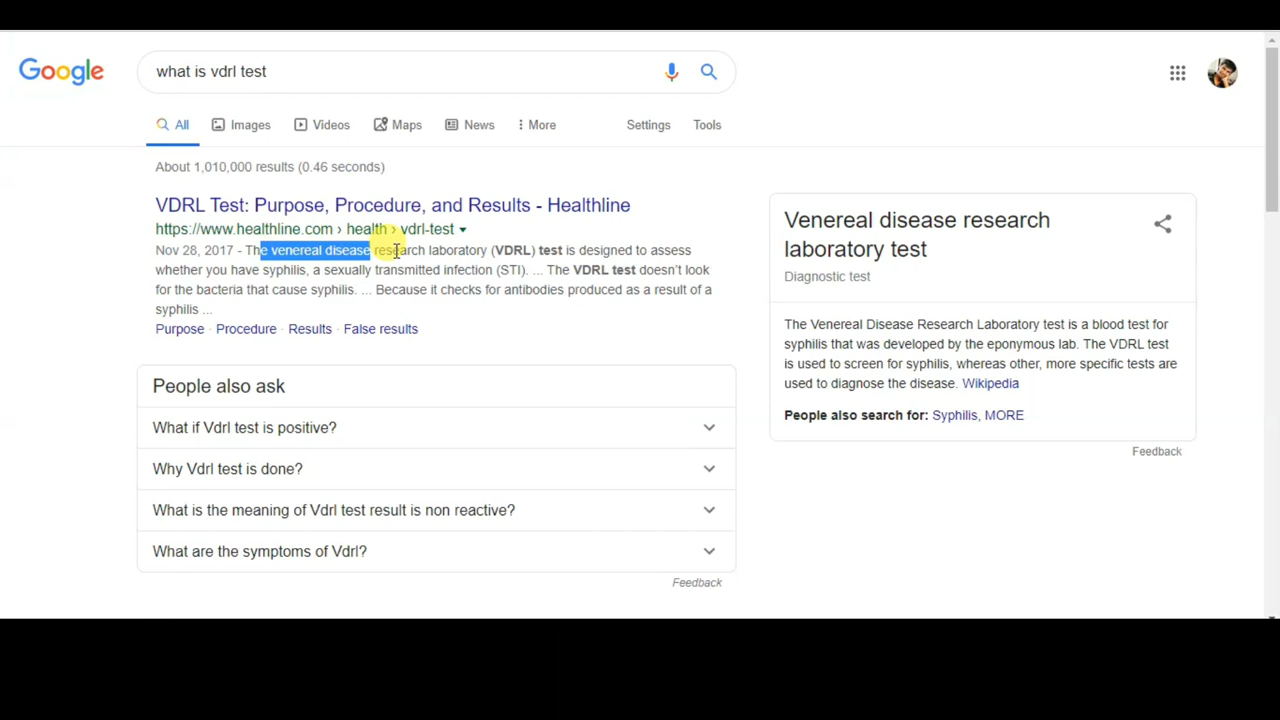 Google
what is vdrl test
All Images Videos Maps News More Settings Tools
About 1,010,000 results (0.46 seconds)
VDRL Test: Purpose, Procedure, and Results - Healthline
https://www.healthline.com › health › vdrl-test
Nov 28, 2017 - The venereal disease research laboratory (VDRL) test is designed to assess
whether you have syphilis, a sexually transmitted infection (STI). ... The VDRL test doesn’t look
for the bacteria that cause syphilis. ... Because it checks for antibodies produced as a result of a
syphilis ...
Purpose · Procedure · Results · False results
People also ask
What if Vdrl test is positive?
Why Vdrl test is done?
What is the meaning of Vdrl test result is non reactive?
What are the symptoms of Vdrl?
Feedback
Venereal disease research
laboratory test
Diagnostic test
The Venereal Disease Research Laboratory test is a blood test for
syphilis that was developed by the eponymous lab. The VDRL test
is used to screen for syphilis, whereas other, more specific tests are
used to diagnose the disease. Wikipedia
People also search for: Syphilis, MORE
Feedback